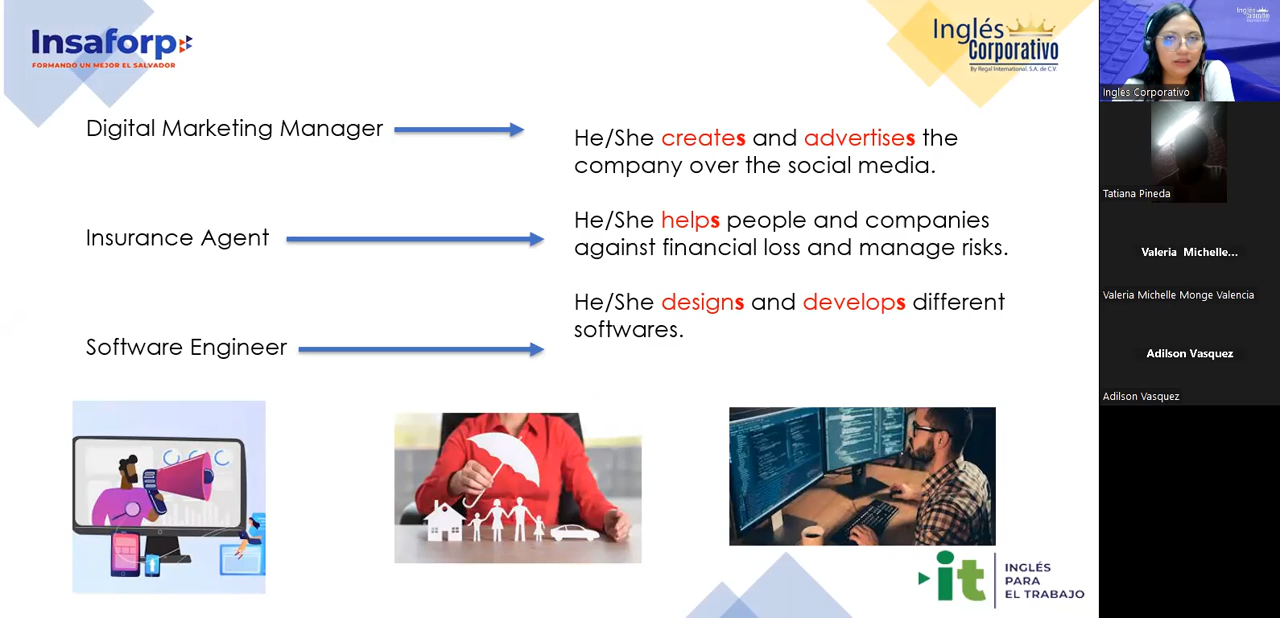 Insaforp
FORMANDO UN MEJOR EL SALVADOR
Inglés
Corporativo
By Regal International, S.A. de C.V.
Digital Marketing Manager
He/She creates and advertises the
company over the social media.
Insurance Agent
He/She helps people and companies
against financial loss and manage risks.
Software Engineer
He/She designs and develops different
softwares.
it
INGLÉS
PARA
EL TRABAJO
Inglés Corporativo
Tatiana Pineda
Valeria Michelle...
Valeria Michelle Monge Valencia
Adilson Vasquez
Adilson Vasquez